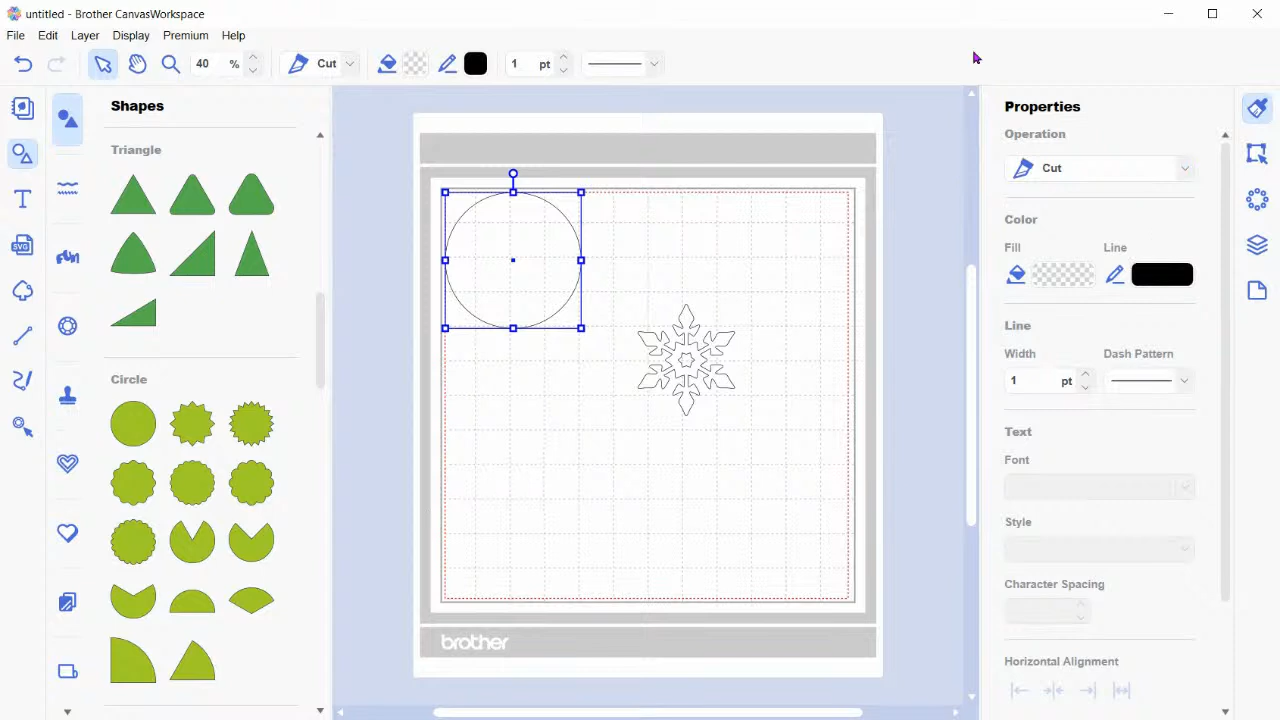 untitled - Brother CanvasWorkspace
File Edit Layer Display Premium Help
40 % Cut 1 pt
Shapes
Triangle
Circle
brother
SVG
Properties
Operation
Cut
Color
Fill Line
Line
Width Dash Pattern
1 pt
Text
Font
Style
Character Spacing
Horizontal Alignment